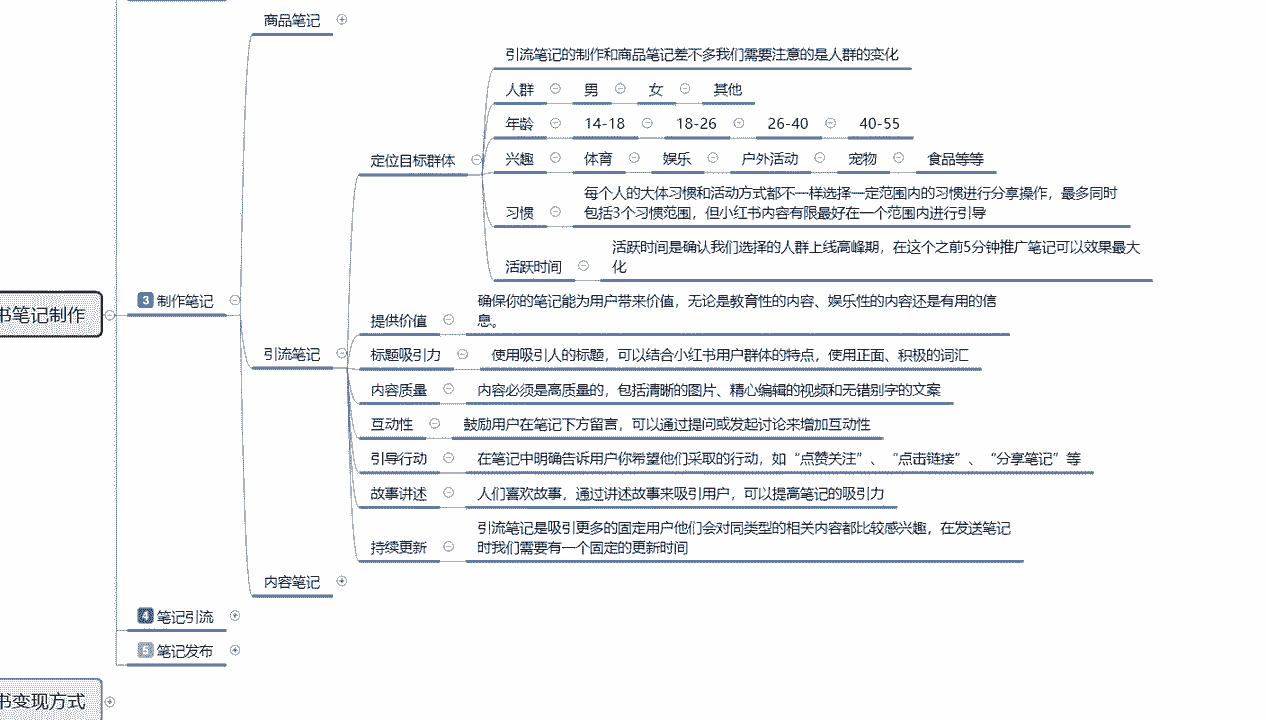 商品笔记
引流笔记的制作和商品笔记差不多我们需要注意的是人群的变化
人群 男 女 其他
年龄 14-18 18-26 26-40 40-55
定位目标群体
兴趣 体育 娱乐 户外活动 宠物 食品等等
习惯
每个人的大体习惯和活动方式都不一样选择一定范围内的习惯进行分享操作，最多同时
包括3个习惯范围，但小红书内容有限最好在一个范围内进行引导
活跃时间
活跃时间是确认我们选择的人群上线高峰期，在这个之前5分钟推广笔记可以效果最大
化
书笔记制作
3 制作笔记
提供价值
确保你的笔记能为用户带来价值，无论是教育性的内容、娱乐性的内容还是有用的信
息。
引流笔记
标题吸引力 使用吸引人的标题，可以结合小红书用户群体的特点，使用正面、积极的词汇
内容质量 内容必须是高质量的，包括清晰的图片、精心编辑的视频和无错别字的文案
互动性 鼓励用户在笔记下方留言，可以通过提问或发起讨论来增加互动性
引导行动 在笔记中明确告诉用户你希望他们采取的行动，如“点赞关注”、“点击链接”、“分享笔记”等
故事讲述 人们喜欢故事，通过讲述故事来吸引用户，可以提高笔记的吸引力
持续更新
引流笔记是吸引更多的固定用户他们会对同类型的相关内容都比较感兴趣，在发送笔记
时我们需要有一个固定的更新时间
内容笔记
4 笔记引流
5 笔记发布
书变现方式